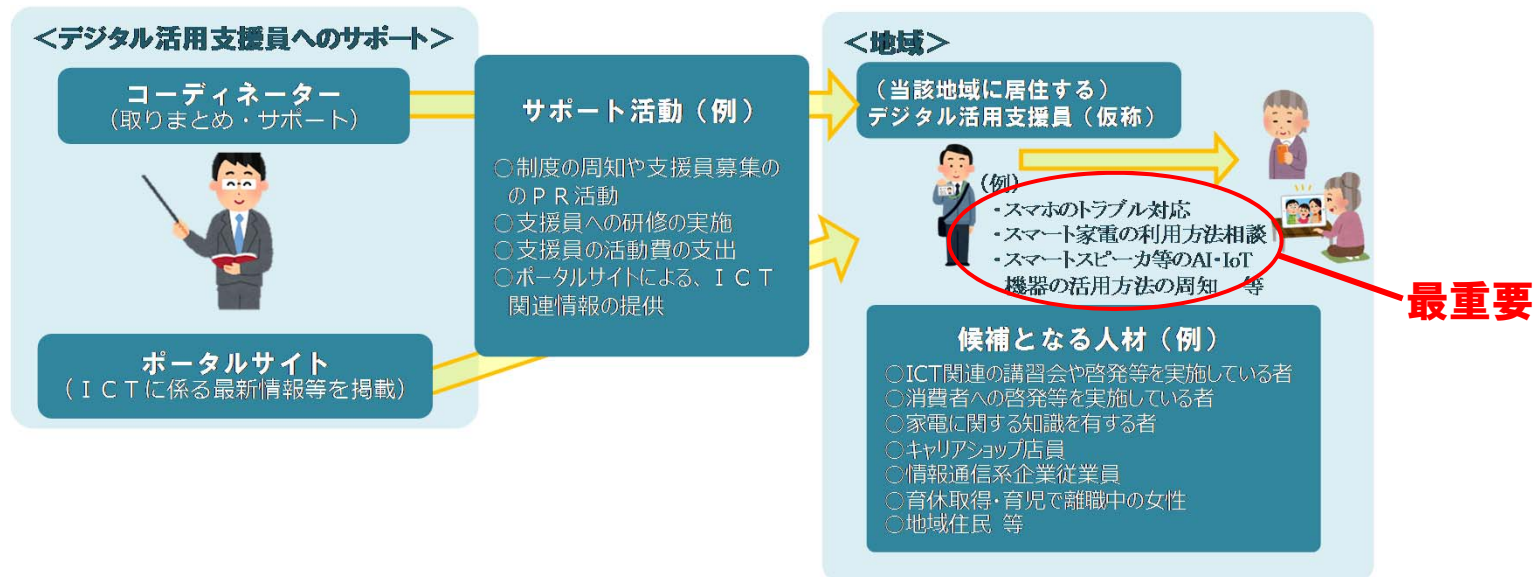 ＜デジタル活用支援員へのサポート＞
コーディネーター
（取りまとめ・サポート）
ポータルサイト
（ＩＣＴに係る最新情報等を掲載）
サポート活動（例）
○制度の周知や支援員募集の
のＰＲ活動
○支援員への研修の実施
○支援員の活動費の支出
○ポータルサイトによる、ＩＣＴ
関連情報の提供
＜地域＞
（当該地域に居住する）
デジタル活用支援員（仮称）
（例）
・スマホのトラブル対応
・スマート家電の利用方法相談
・スマートスピーカ等のAI・IoT
機器の活用方法の周知　等
最重要
候補となる人材（例）
○ICT関連の講習会や啓発等を実施している者
○消費者への啓発等を実施している者
○家電に関する知識を有する者
○キャリアショップ店員
○情報通信系企業従業員
○育休取得・育児で離職中の女性
○地域住民 等